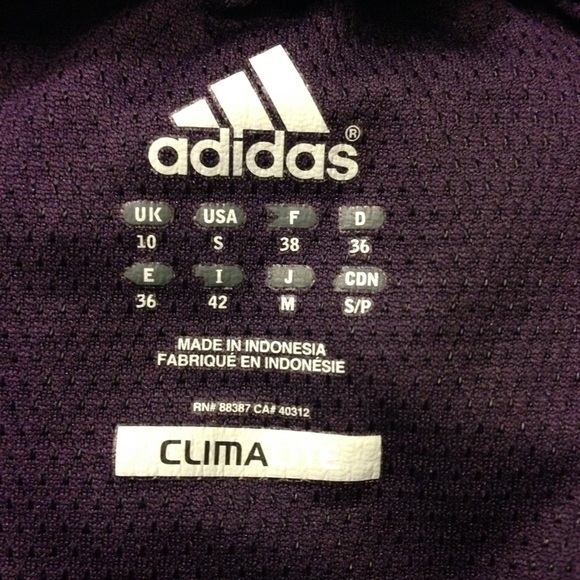 adidas®
UK USA F D
10 S 38 36
E I J CDN
36 42 M S/P
MADE IN INDONESIA
FABRIQUÉ EN INDONÉSIE
RN# 88387 CA# 40312
CLIMA